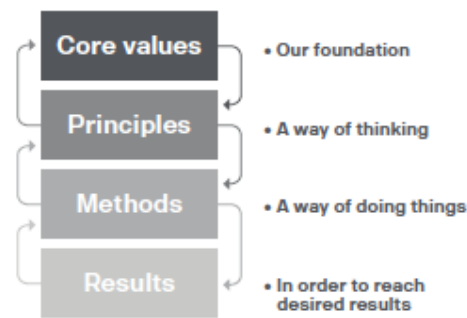 Core values
• Our foundation
Principles
• A way of thinking
Methods
• A way of doing things
Results
• In order to reach
desired results